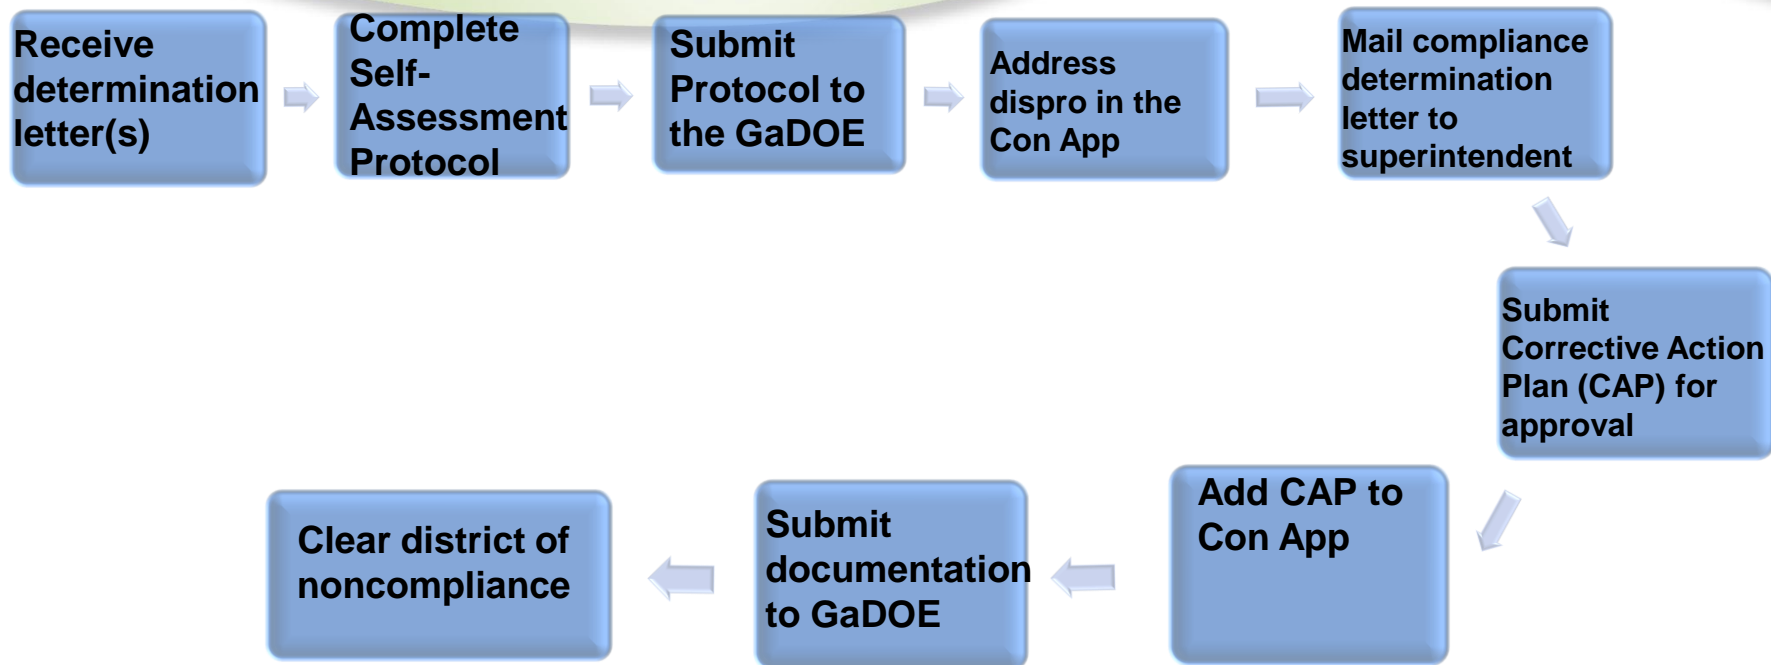 Receive
determination
letter(s)
Complete
Self-
Assessment
Protocol
Submit
Protocol to
the GaDOE
Address
dispro in the
Con App
Mail compliance
determination
letter to
superintendent
Submit
Corrective Action
Plan (CAP) for
approval
Add CAP to
Con App
Submit
documentation
to GaDOE
Clear district of
noncompliance